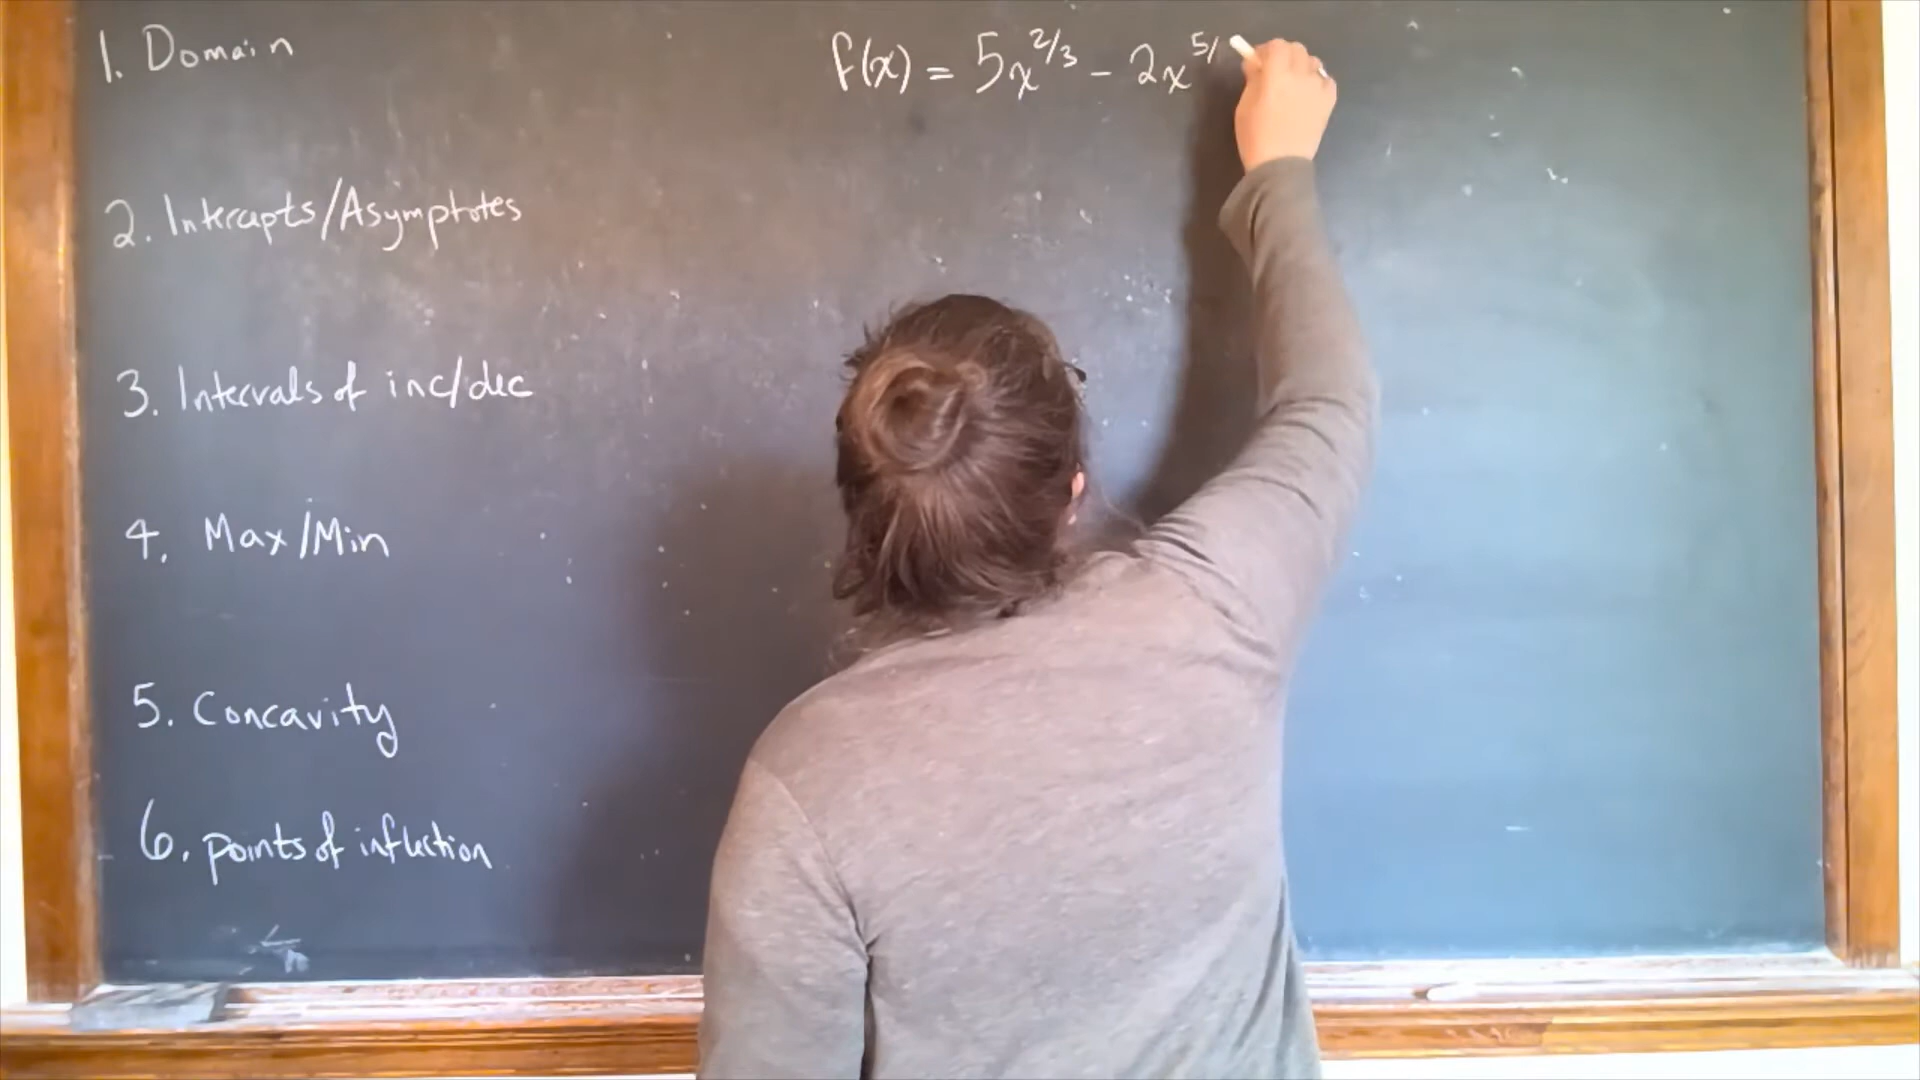 1. Domain
f(x) = 5x^{2/3} - 2x^{5/
2. Intercepts/Asymptotes
3. Intervals of inc/dec
4. Max/Min
5. Concavity
6. points of inflection